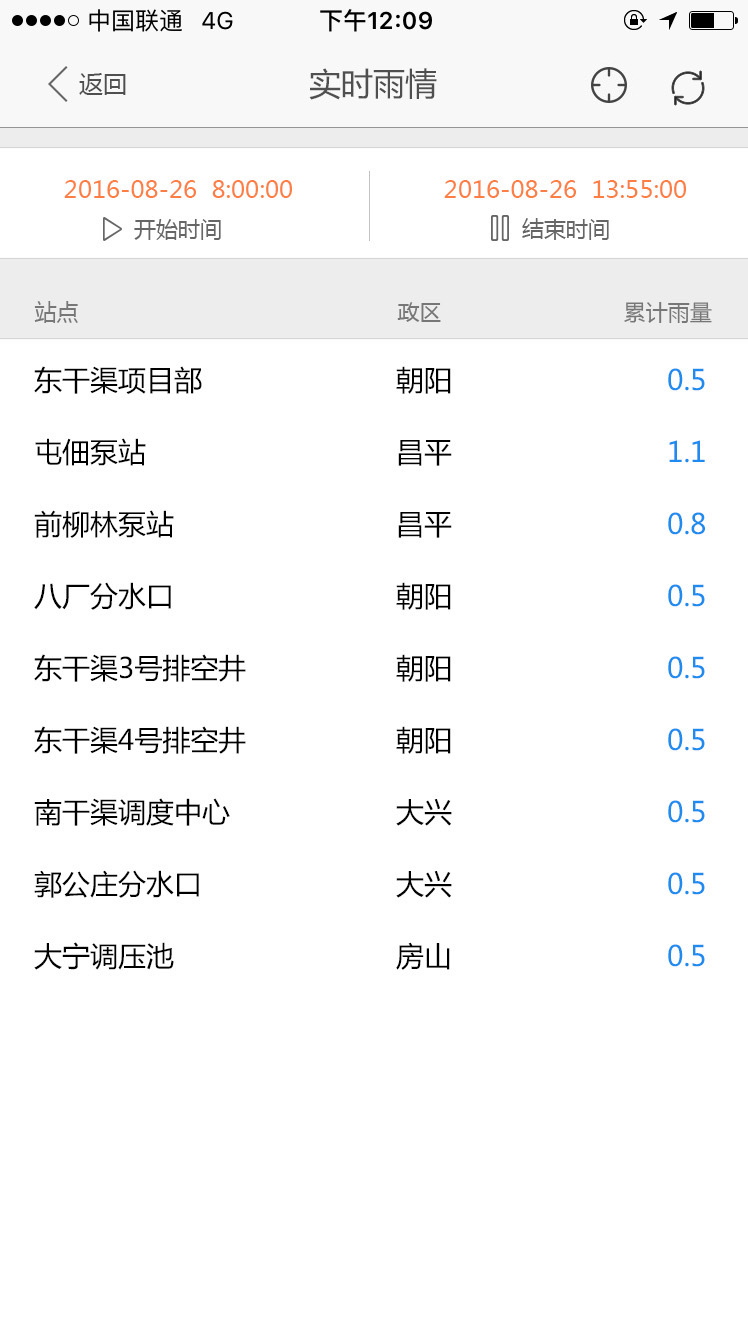 中国联通 4G 下午12:09
返回 实时雨情
2016-08-26 8:00:00 2016-08-26 13:55:00
开始时间 结束时间
站点 政区 累计雨量
东干渠项目部 朝阳 0.5
屯佃泵站 昌平 1.1
前柳林泵站 昌平 0.8
八厂分水口 朝阳 0.5
东干渠3号排空井 朝阳 0.5
东干渠4号排空井 朝阳 0.5
南干渠调度中心 大兴 0.5
郭公庄分水口 大兴 0.5
大宁调压池 房山 0.5